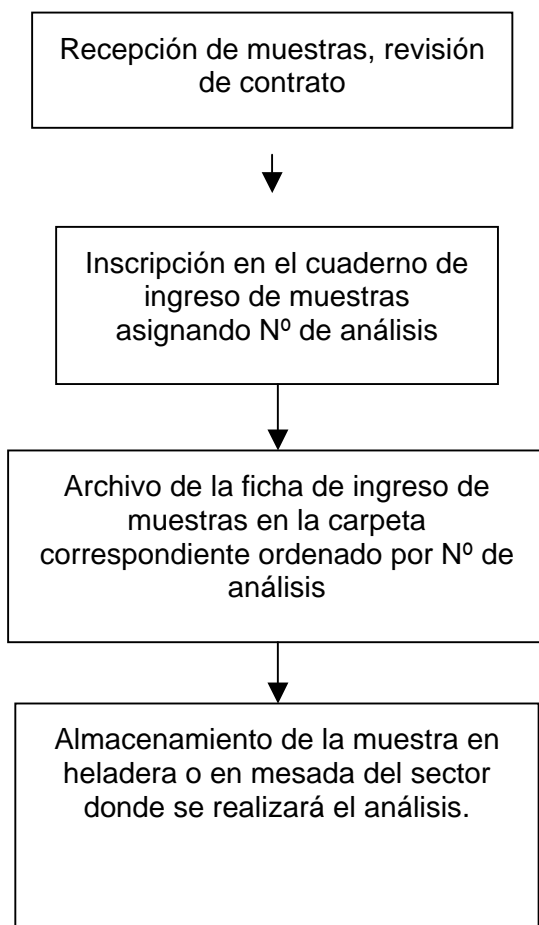 Recepción de muestras, revisión
de contrato
Inscripción en el cuaderno de
ingreso de muestras
asignando Nº de análisis
Archivo de la ficha de ingreso de
muestras en la carpeta
correspondiente ordenado por Nº de
análisis
Almacenamiento de la muestra en
heladera o en mesada del sector
donde se realizará el análisis.